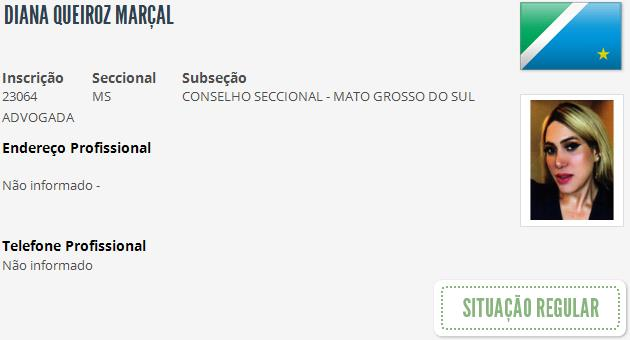 DIANA QUEIROZ MARÇAL
Inscrição Seccional Subseção
23064 MS CONSELHO SECCIONAL - MATO GROSSO DO SUL
ADVOGADA
Endereço Profissional
Não informado -
Telefone Profissional
Não informado
SITUAÇÃO REGULAR